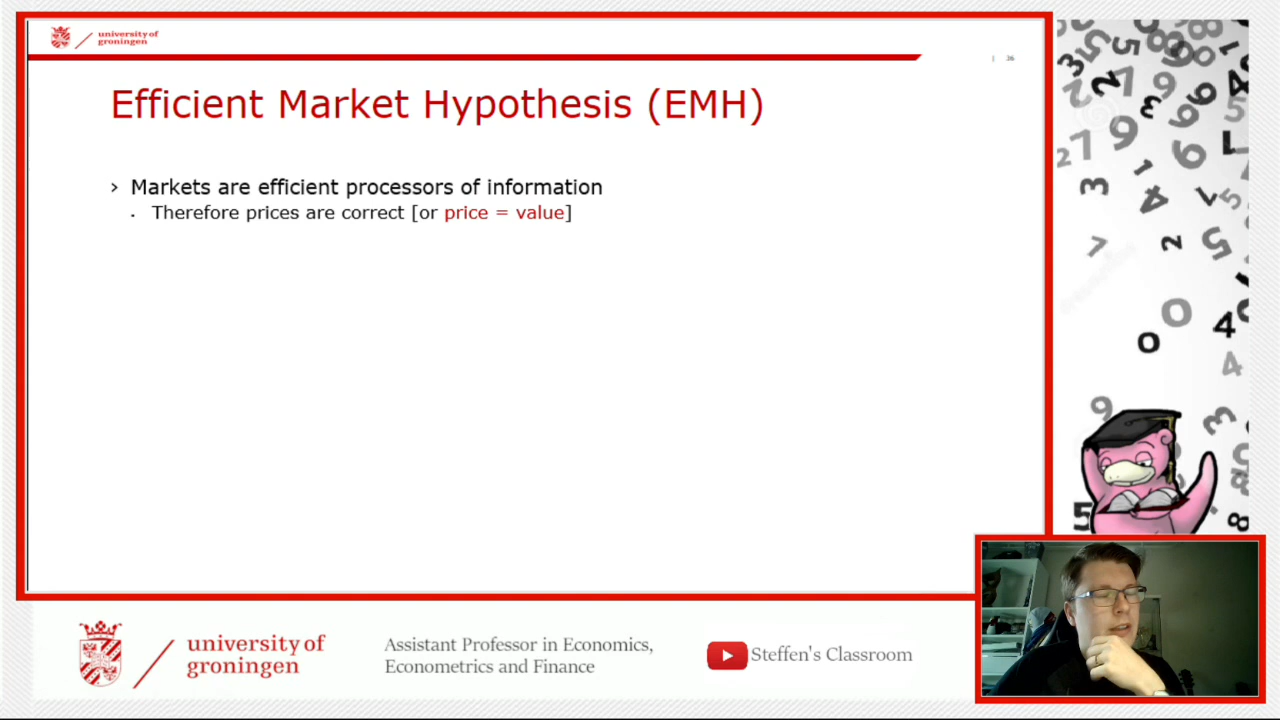 university of
groningen
| 36
Efficient Market Hypothesis (EMH)
› Markets are efficient processors of information
• Therefore prices are correct [or price = value]
university of
groningen
Assistant Professor in Economics,
Econometrics and Finance
Steffen's Classroom